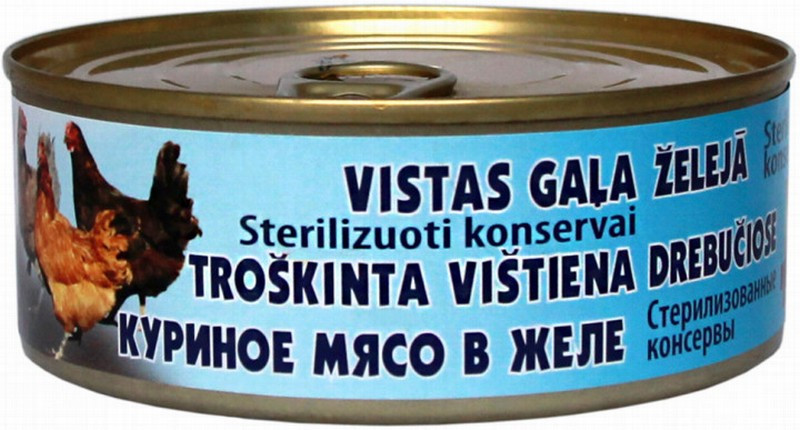 VISTAS GAĻA ŽELEJĀ
Sterilizuoti konservai
TROŠKINTA VIŠTIENA DREBUČIOSE
КУРИНОЕ МЯСО В ЖЕЛЕ
Стерилизованные
консервы